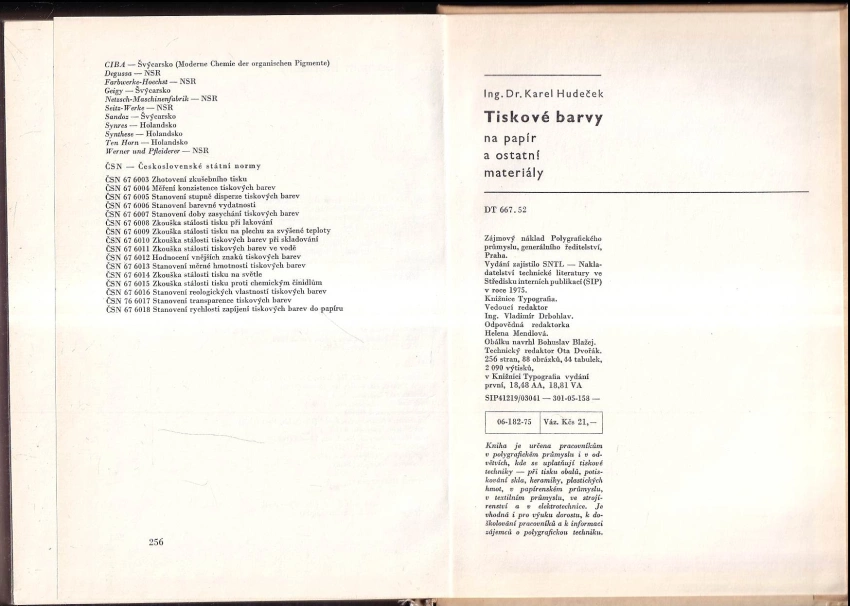 CIBA — Švýcarsko (Moderne Chemie der organischen Pigmente)
Degussa — NSR
Farbwerke-Hoechst — NSR
Geigy — Švýcarsko
Netzsch-Maschinenfabrik — NSR
Seitz-Werke — NSR
Sandoz — Švýcarsko
Synres — Holandsko
Synthese — Holandsko
Ten Horn — Holandsko
Werner und Pfleiderer — NSR
ČSN — Československé státní normy
ČSN 67 6003 Zhotovení zkušebního tisku
ČSN 67 6004 Měření konzistence tiskových barev
ČSN 67 6005 Stanovení stupně disperze tiskových barev
ČSN 67 6006 Stanovení barevné vydatnosti
ČSN 67 6007 Stanovení doby zasychání tiskových barev
ČSN 67 6008 Zkouška stálosti tisku při lakování
ČSN 67 6009 Zkouška stálosti tisku na plechu za zvýšené teploty
ČSN 67 6010 Zkouška stálosti tiskových barev při skladování
ČSN 67 6011 Zkouška stálosti tiskových barev ve vodě
ČSN 67 6012 Hodnocení vnějších znaků tiskových barev
ČSN 67 6013 Stanovení měrné hmotnosti tiskových barev
ČSN 67 6014 Zkouška stálosti tisku na světle
ČSN 67 6015 Zkouška stálosti tisku proti chemickým činidlům
ČSN 67 6016 Stanovení reologických vlastností tiskových barev
ČSN 76 6017 Stanovení transparence tiskových barev
ČSN 67 6018 Stanovení rychlosti zapíjení tiskových barev do papíru
256
Ing. Dr. Karel Hudeček
Tiskové barvy
na papír
a ostatní
materiály
DT 667.52
Zájmový náklad Polygrafického
průmyslu, generálního ředitelství,
Praha.
Vydání zajistilo SNTL — Nakla-
datelství technické literatury ve
Středisku interních publikací (SIP)
v roce 1975.
Knižnice Typografia.
Vedoucí redaktor
Ing. Vladimír Drbohlav.
Odpovědná redaktorka
Helena Mendlová.
Obálku navrhl Bohuslav Blažej.
Technický redaktor Ota Dvořák.
256 stran, 88 obrázků, 44 tabulek,
2 090 výtisků,
v Knižnici Typografia vydání
první, 18,48 AA, 18,81 VA
SIP41219/03041 — 301-05-158 —
06-182-75 Váz. Kčs 21,—
Kniha je určena pracovníkům
v polygrafickém průmyslu i v od-
větvích, kde se uplatňují tiskové
techniky — při tisku obalů, potis-
kování skla, keramiky, plastických
hmot, v papírenském průmyslu,
v textilním průmyslu, ve strojí-
renství a v elektrotechnice. Je
vhodná i pro výuku dorostu, k do-
školování pracovníků a k informaci
zájemců o polygrafickou techniku.